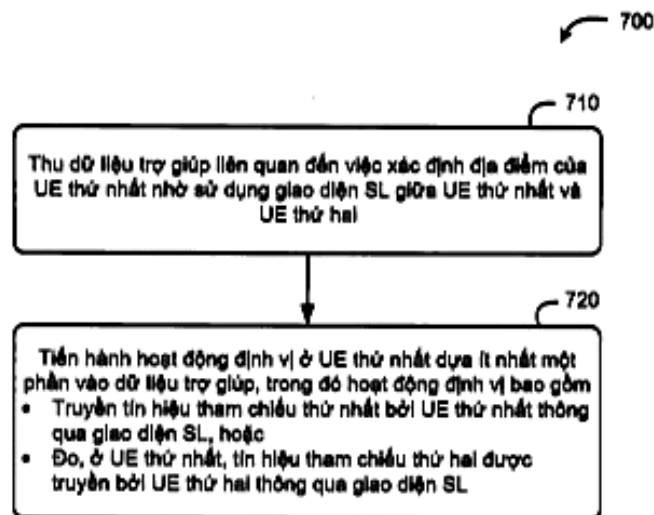 700
710
Thu dữ liệu trợ giúp liên quan đến việc xác định địa điểm của
UE thứ nhất nhờ sử dụng giao diện SL giữa UE thứ nhất và
UE thứ hai
720
Tiến hành hoạt động định vị ở UE thứ nhất dựa ít nhất một
phần vào dữ liệu trợ giúp, trong đó hoạt động định vị bao gồm
• Truyền tín hiệu tham chiếu thứ nhất bởi UE thứ nhất thông
qua giao diện SL, hoặc
• Đo, ở UE thứ nhất, tín hiệu tham chiếu thứ hai được
truyền bởi UE thứ hai thông qua giao diện SL